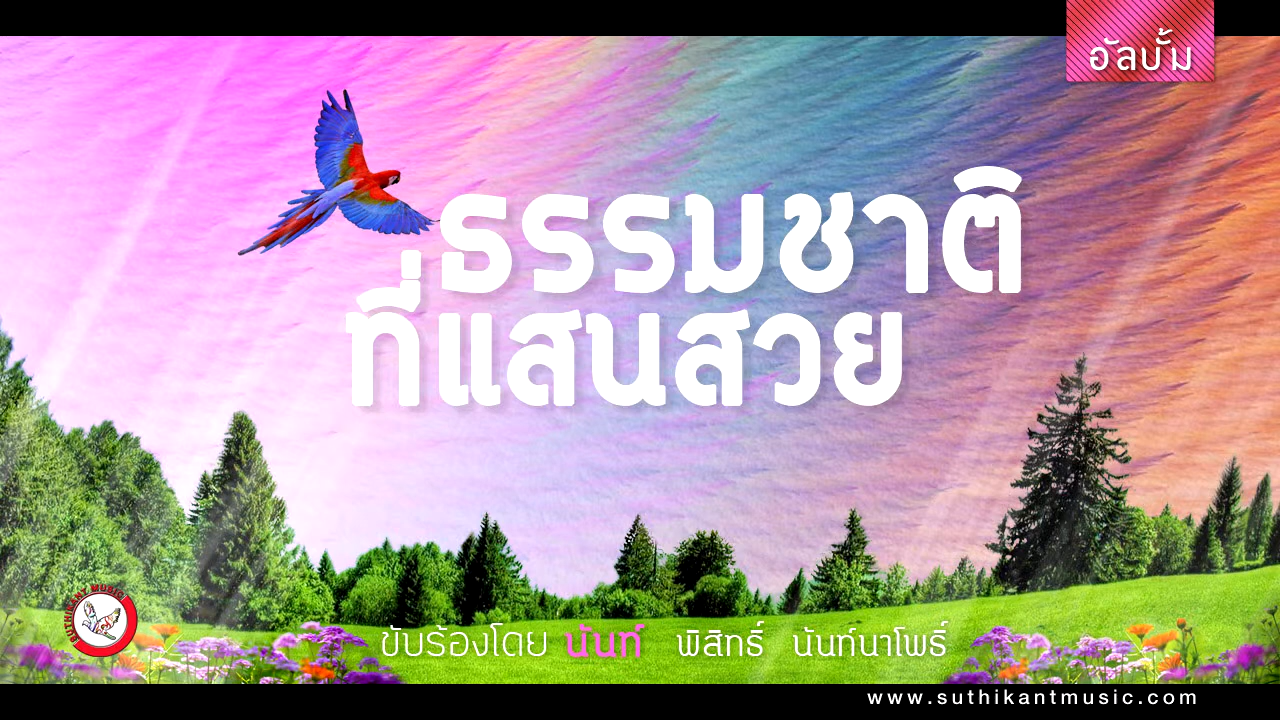 อัลบั้ม
ธรรมชาติ
ที่แสนสวย
SUTHIKANT MUSIC
ขับร้องโดย นันท์ พิสิทธิ์ นันท์นาโพธิ์
www.suthikantmusic.com